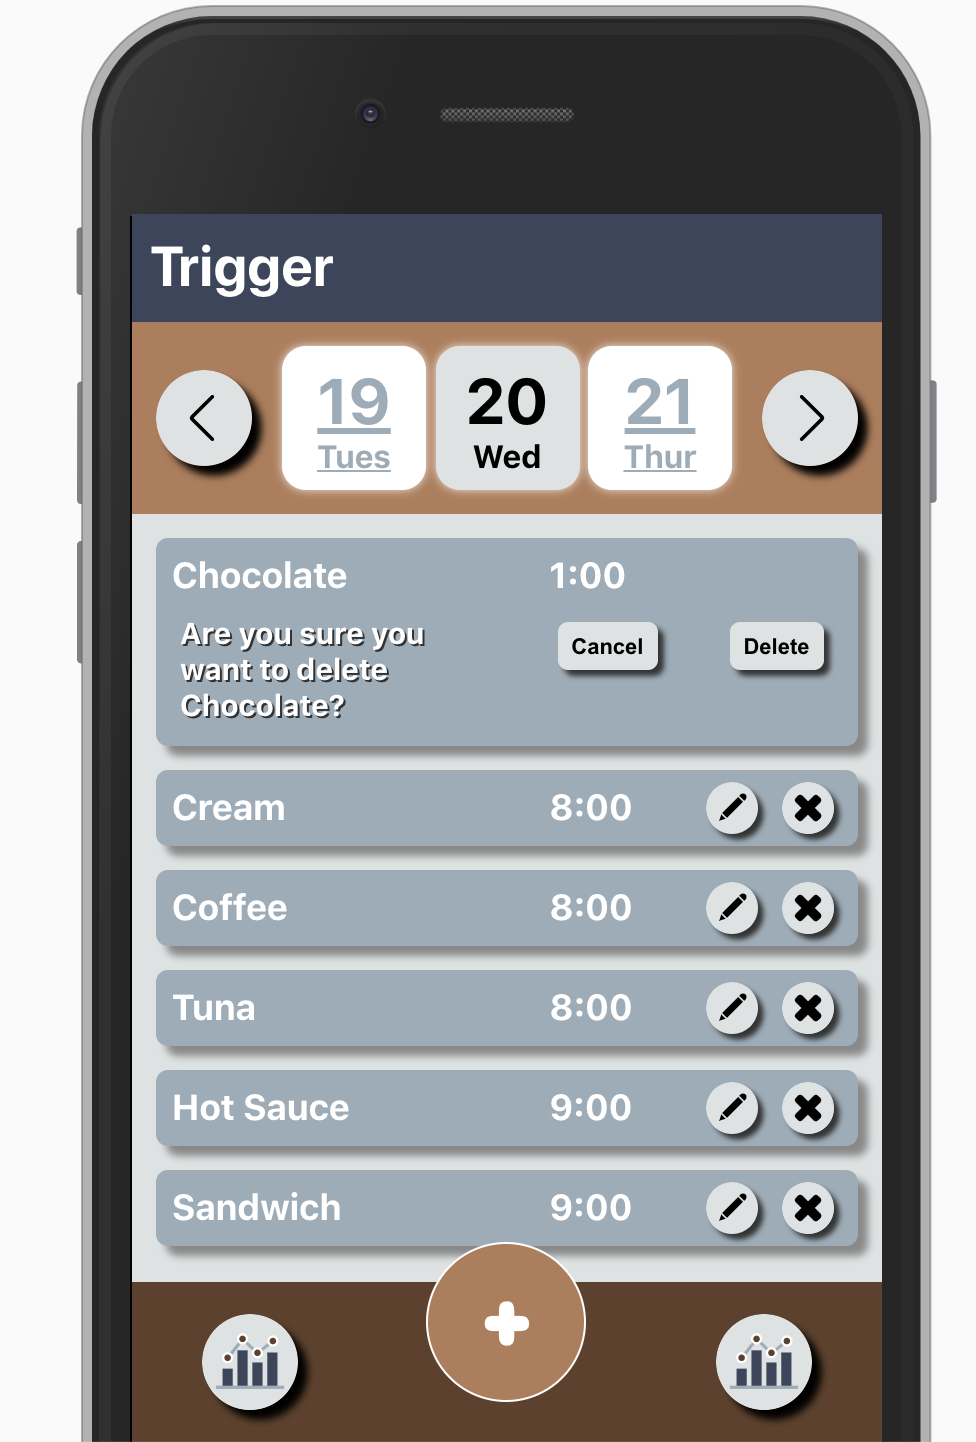 Trigger
19 20 21
Tues Wed Thur
Chocolate 1:00
Are you sure you
want to delete
Chocolate?
Cancel Delete
Cream 8:00
Coffee 8:00
Tuna 8:00
Hot Sauce 9:00
Sandwich 9:00